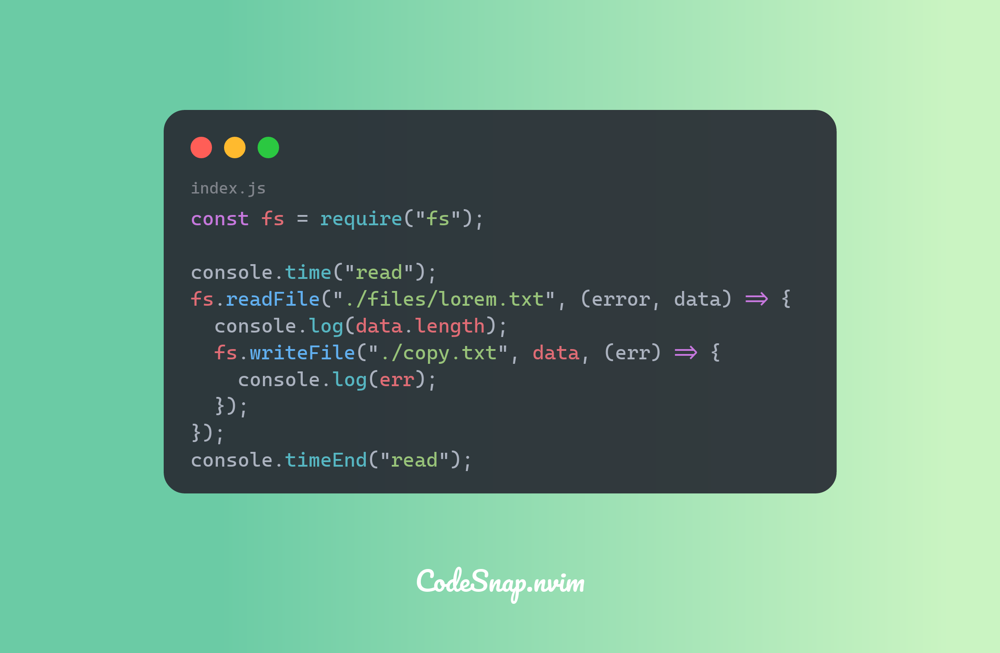 index.js
const fs = require("fs");

console.time("read");
fs.readFile("./files/lorem.txt", (error, data) => {
  console.log(data.length);
  fs.writeFile("./copy.txt", data, (err) => {
    console.log(err);
  });
});
console.timeEnd("read");
CodeSnap.nvim